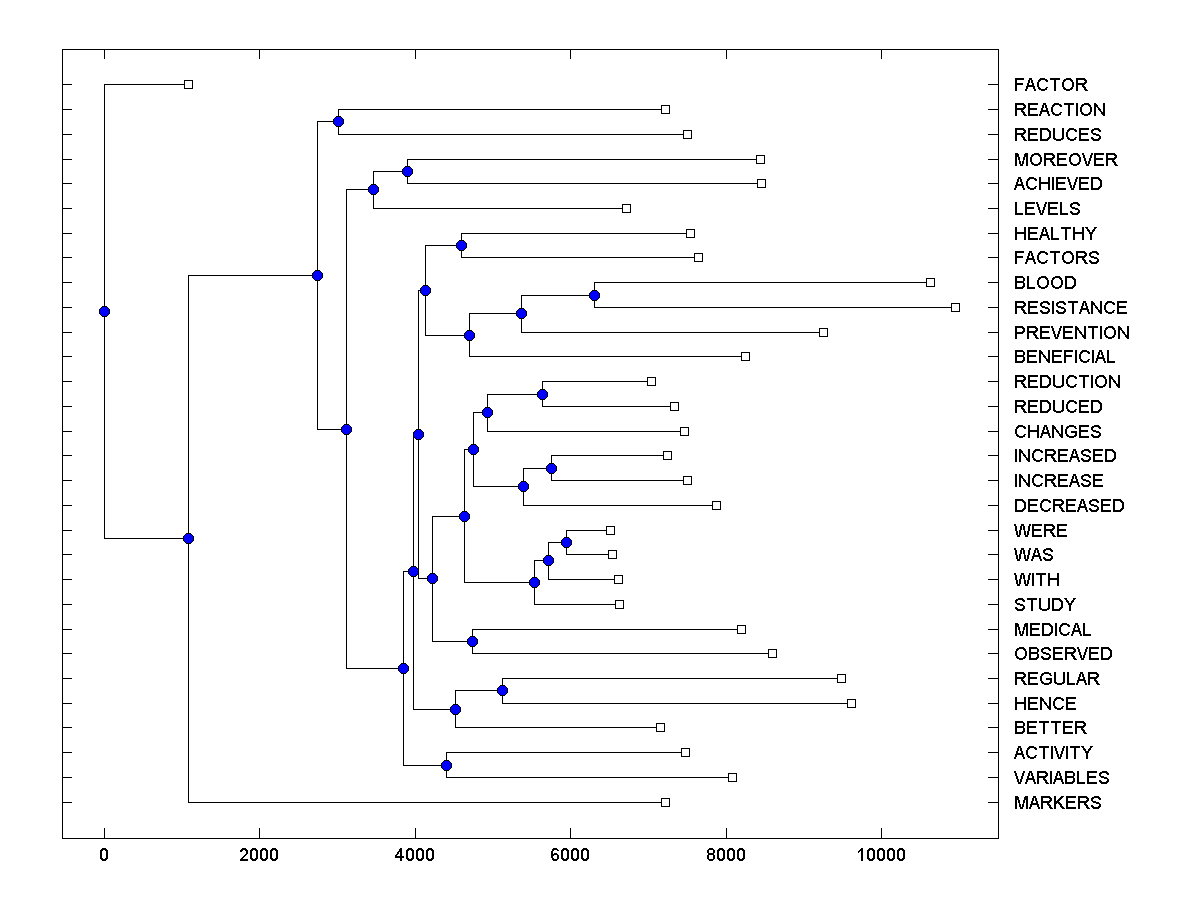 FACTOR
REACTION
REDUCES
MOREOVER
ACHIEVED
LEVELS
HEALTHY
FACTORS
BLOOD
RESISTANCE
PREVENTION
BENEFICIAL
REDUCTION
REDUCED
CHANGES
INCREASED
INCREASE
DECREASED
WERE
WAS
WITH
STUDY
MEDICAL
OBSERVED
REGULAR
HENCE
BETTER
ACTIVITY
VARIABLES
MARKERS
0 2000 4000 6000 8000 10000